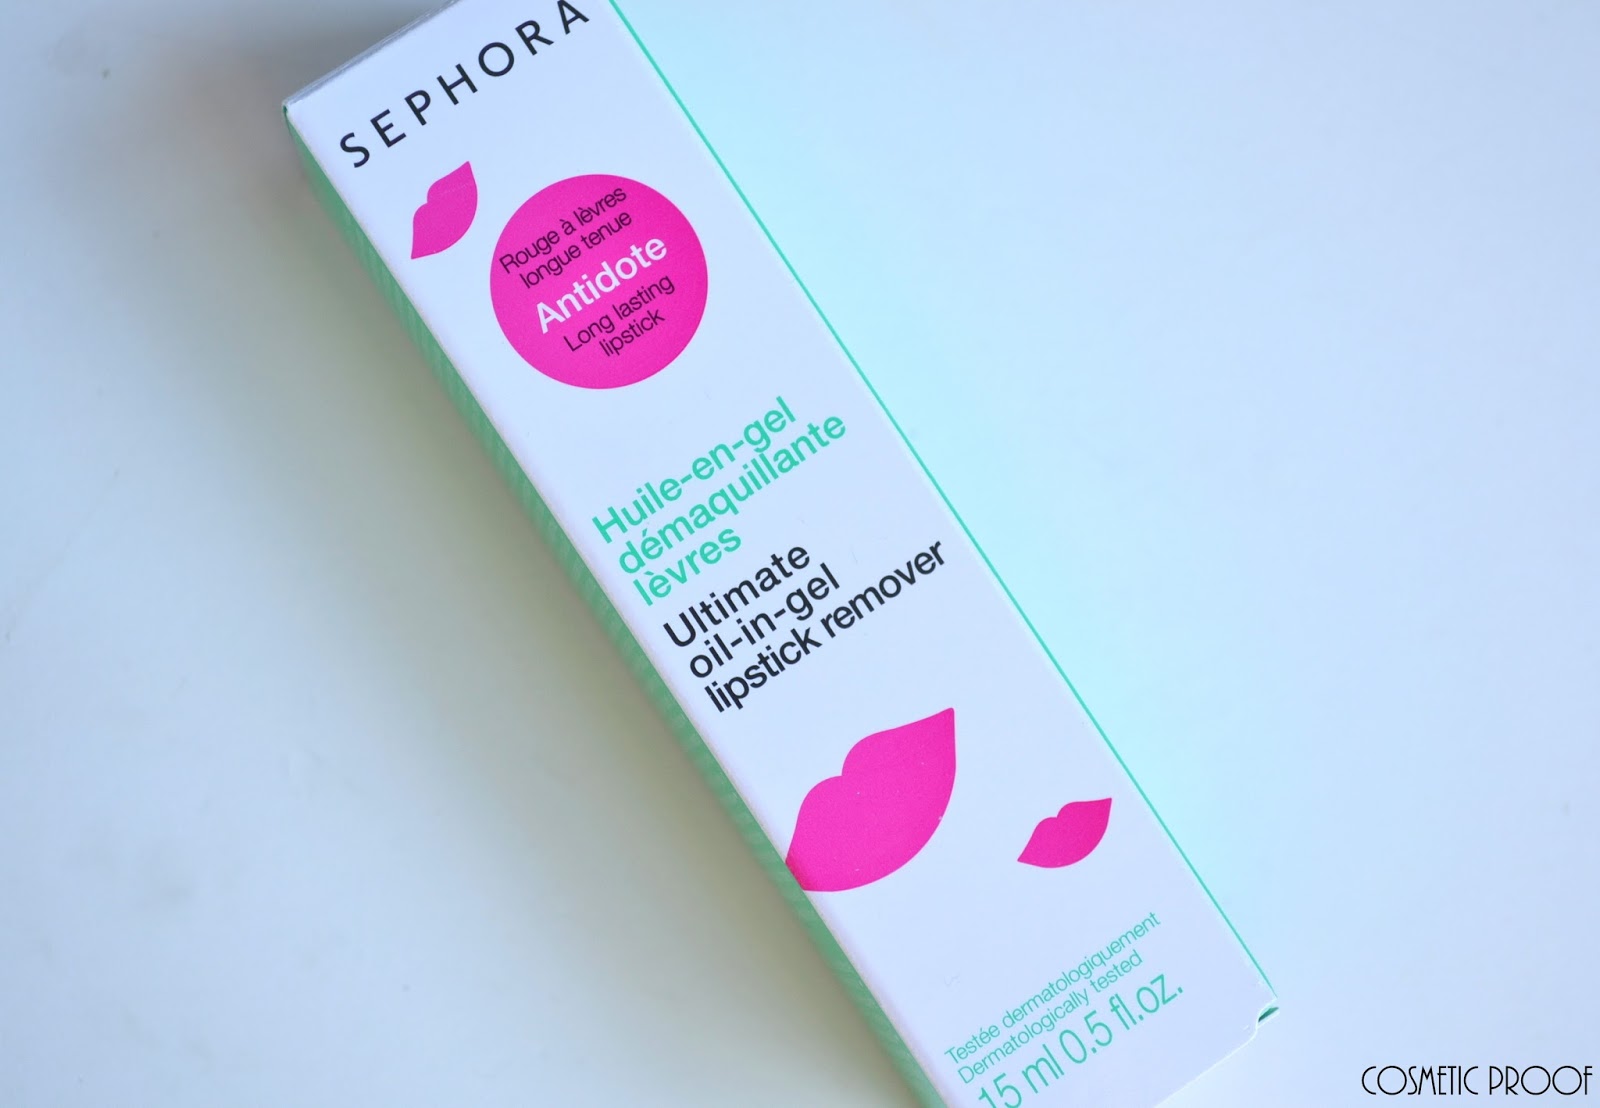 SEPHORA
Rouge à lèvres
longue tenue
Antidote
Long lasting
lipstick
Huile-en-gel
démaquillante
lèvres
Ultimate
oil-in-gel
lipstick remover
Testée dermatologiquement
Dermatologically tested
15 ml 0.5 fl.oz.
COSMETIC PROOF